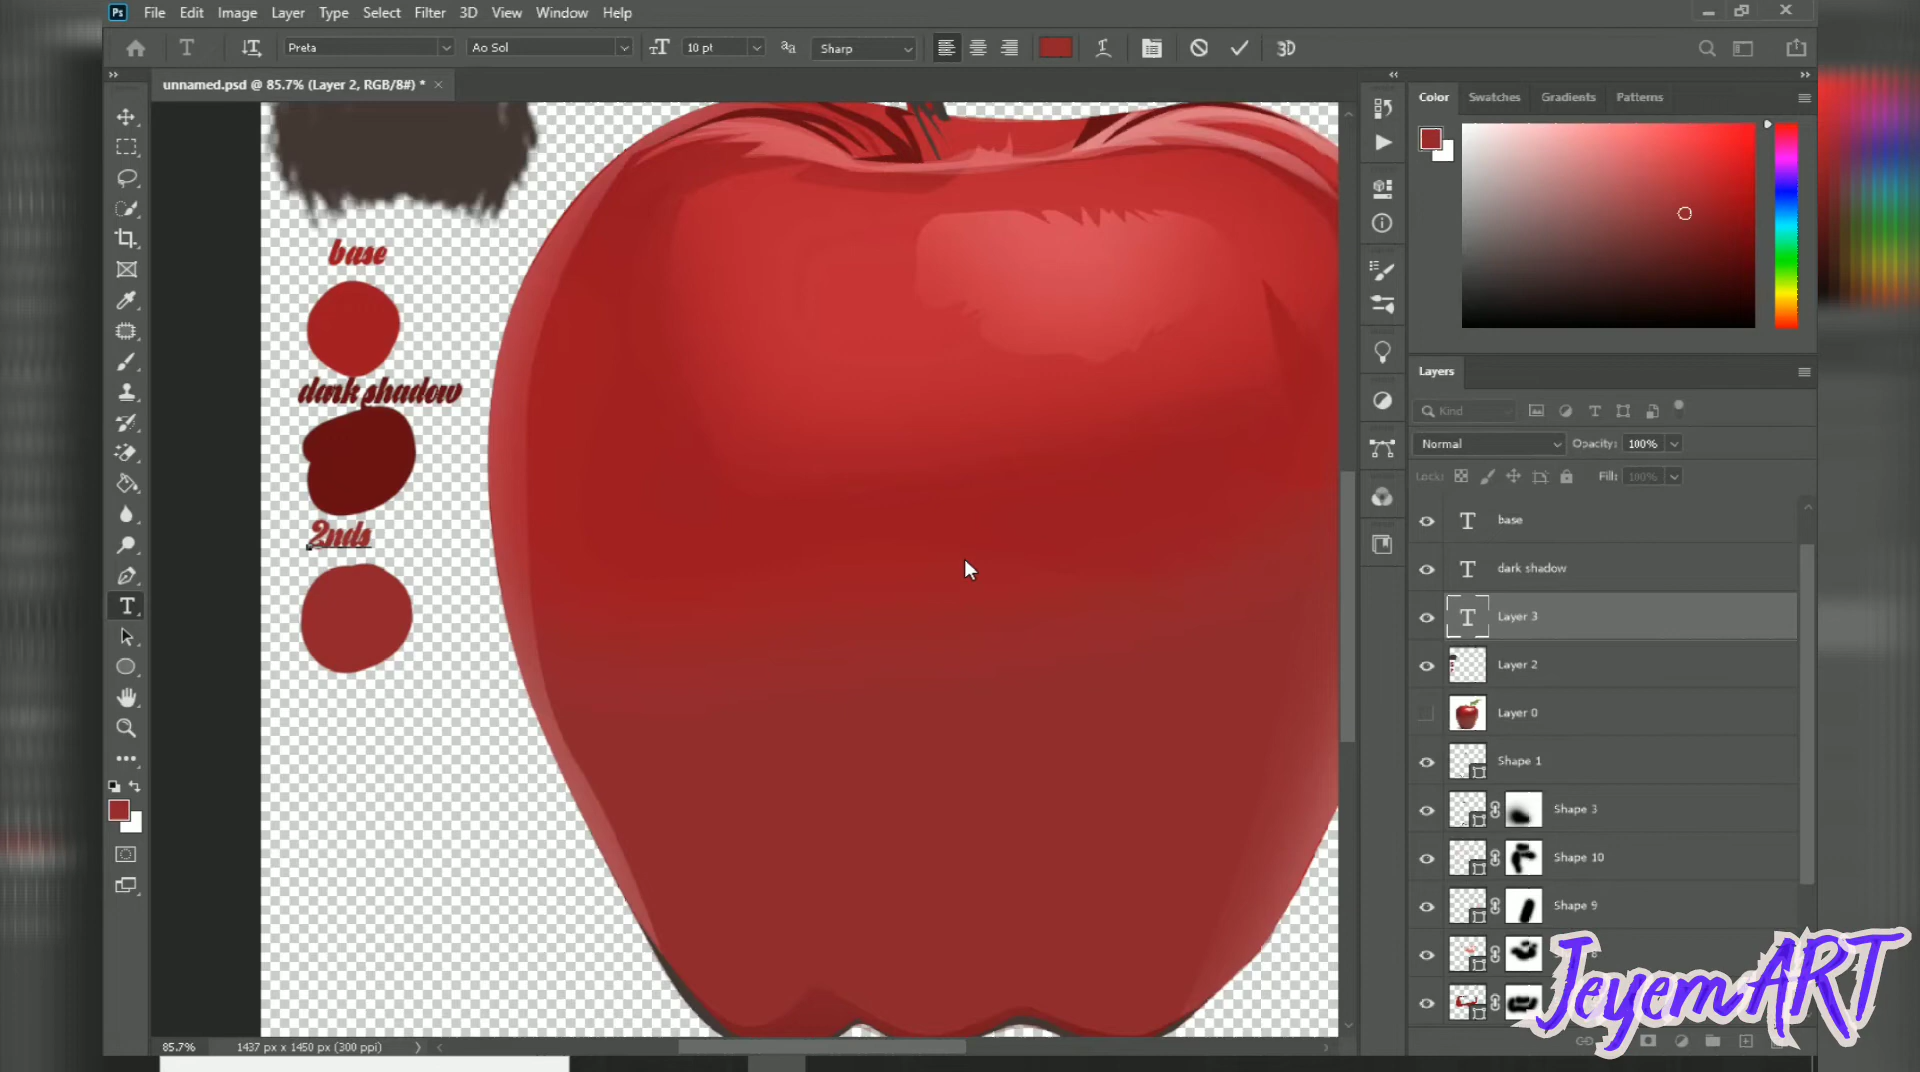 Ps File Edit Image Layer Type Select Filter 3D View Window Help
T Preta Ao Sol 10 pt aa Sharp 3D
unnamed.psd @ 85.7% (Layer 2, RGB/8#) *
Color Swatches Gradients Patterns
base
dark shadow
2nds
Layers
Kind
Normal Opacity: 100%
Lock: Fill: 100%
base
dark shadow
Layer 3
Layer 2
Layer 0
Shape 1
Shape 3
Shape 10
Shape 9
JeyemART
85.7% 1437 px x 1450 px (300 ppi)